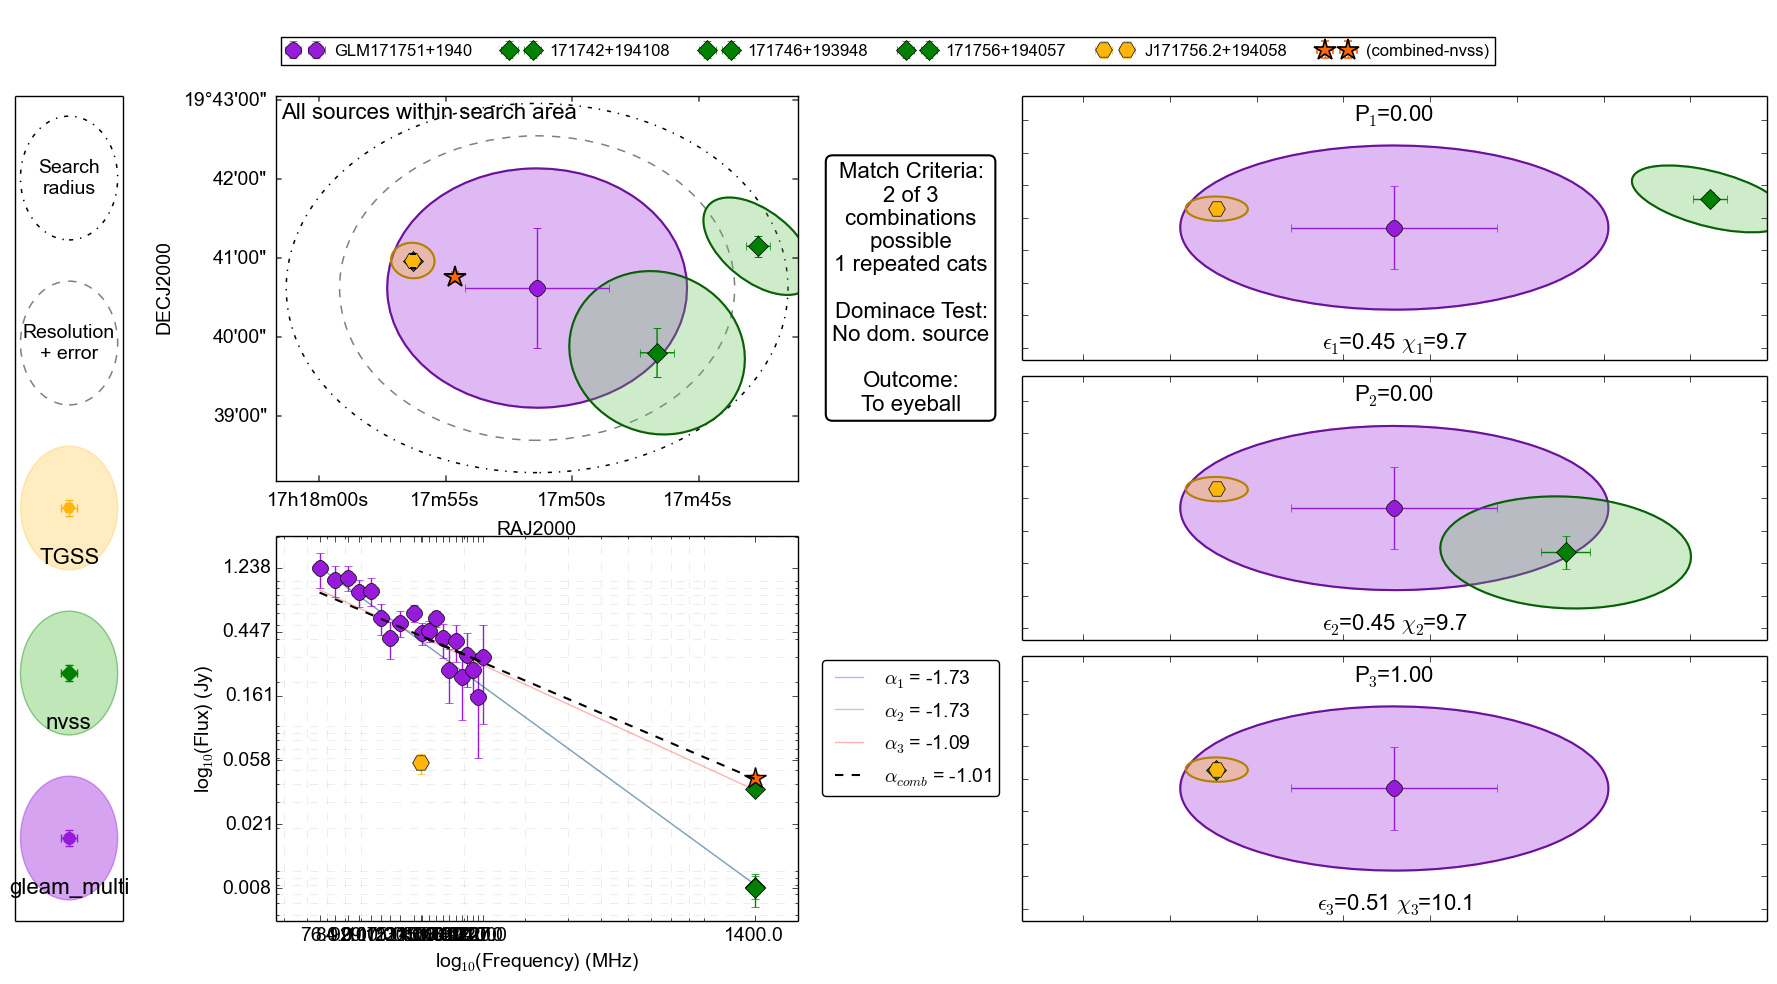 GLM171751+1940
171742+194108
171746+193948
171756+194057
J171756.2+194058
(combined-nvss)
Search
radius
Resolution
+ error
TGSS
nvss
gleam_multi
All sources within search area
DECJ2000
19°43'00"
42'00"
41'00"
40'00"
39'00"
17h18m00s
17m55s
17m50s
17m45s
RAJ2000
Match Criteria:
2 of 3
combinations
possible
1 repeated cats
Dominace Test:
No dom. source
Outcome:
To eyeball
log10(Flux) (Jy)
1.238
0.447
0.161
0.058
0.021
0.008
1400.0
log10(Frequency) (MHz)
α1 = -1.73
α2 = -1.73
α3 = -1.09
αcomb = -1.01
P1=0.00
ϵ1=0.45 χ1=9.7
P2=0.00
ϵ2=0.45 χ2=9.7
P3=1.00
ϵ3=0.51 χ3=10.1